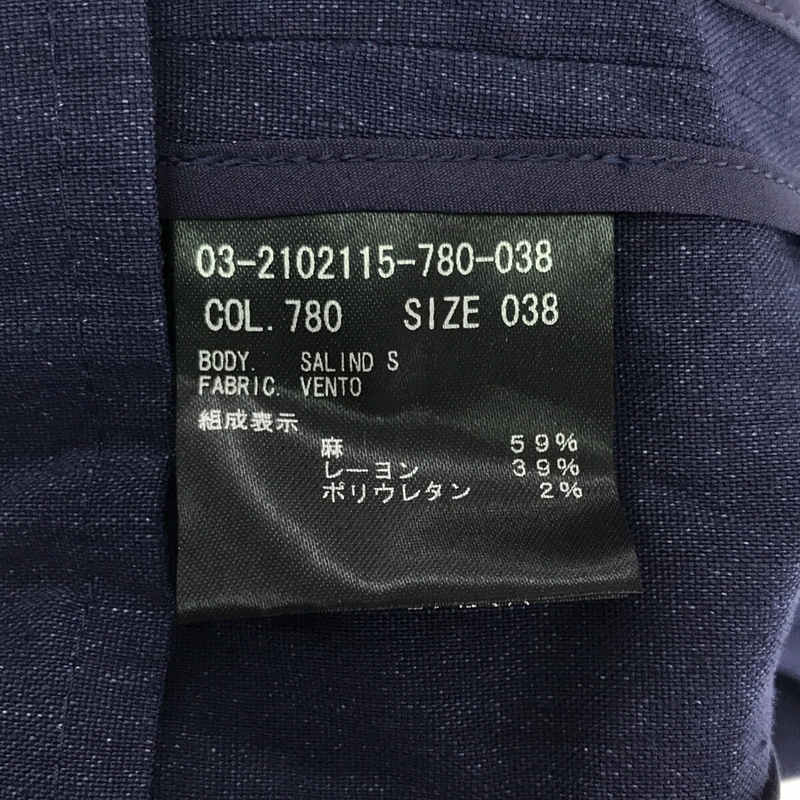 03-2102115-780-038
COL. 780 SIZE 038
BODY. SALIND S
FABRIC. VENTO
組成表示
麻 59%
レーヨン 39%
ポリウレタン 2%